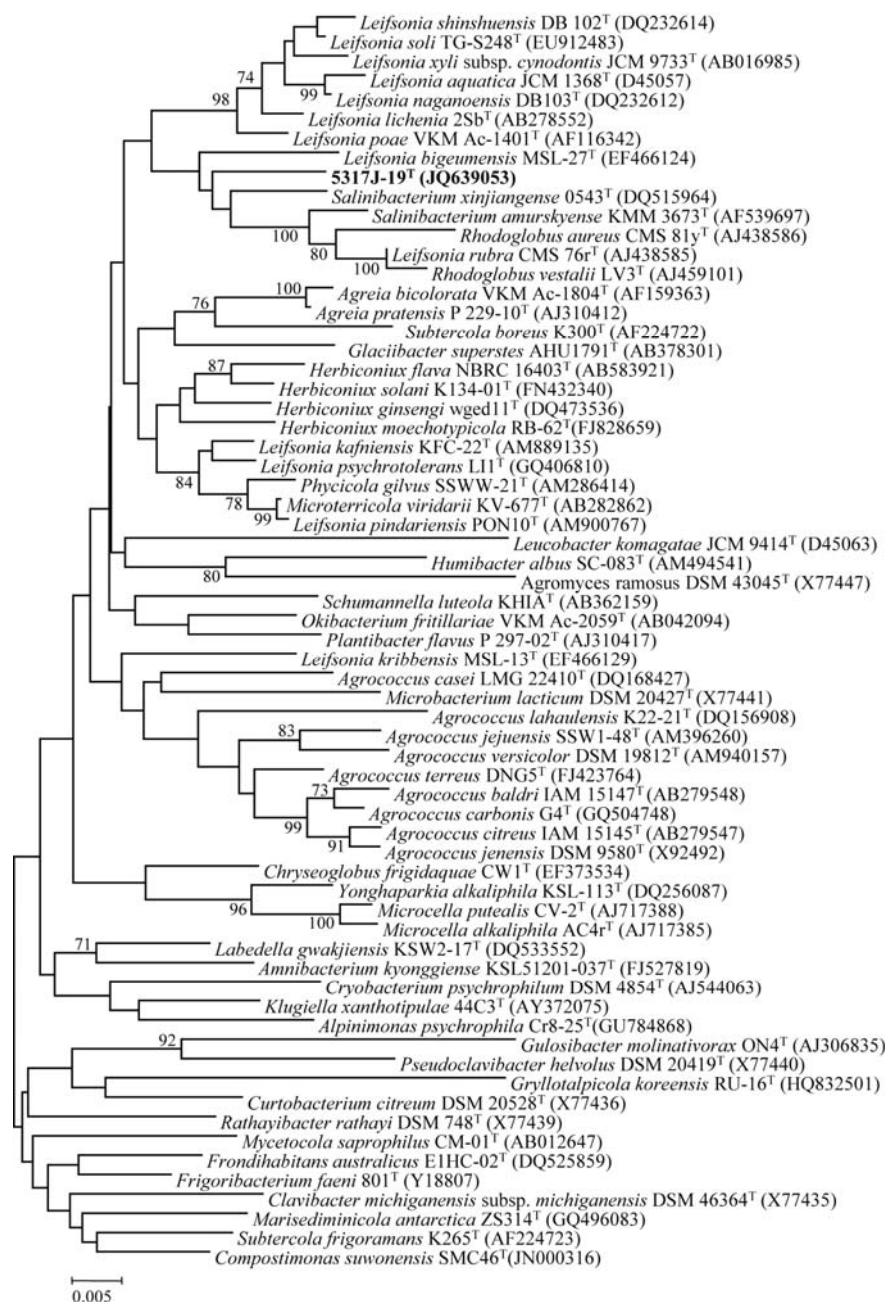 Leifsonia shinshuensis DB 102ᵀ (DQ232614)
Leifsonia soli TG-S248ᵀ (EU912483)
Leifsonia xyli subsp. cynodontis JCM 9733ᵀ (AB016985)
74
Leifsonia aquatica JCM 1368ᵀ (D45057)
99
Leifsonia naganoensis DB103ᵀ (DQ232612)
98
Leifsonia lichenia 2Sbᵀ (AB278552)
Leifsonia poae VKM Ac-1401ᵀ (AF116342)
Leifsonia bigeumensis MSL-27ᵀ (EF466124)
5317J-19ᵀ (JQ639053)
Salinibacterium xinjiangense 0543ᵀ (DQ515964)
Salinibacterium amurskyense KMM 3673ᵀ (AF539697)
100
Rhodoglobus aureus CMS 81yᵀ (AJ438586)
80
Leifsonia rubra CMS 76rᵀ (AJ438585)
100
Rhodoglobus vestalii LV3ᵀ (AJ459101)
100
Agreia bicolorata VKM Ac-1804ᵀ (AF159363)
76
Agreia pratensis P 229-10ᵀ (AJ310412)
Subtercola boreus K300ᵀ (AF224722)
Glaciibacter superstes AHU1791ᵀ (AB378301)
87
Herbiconiux flava NBRC 16403ᵀ (AB583921)
Herbiconiux solani K134-01ᵀ (FN432340)
Herbiconiux ginsengi wged11ᵀ (DQ473536)
Herbiconiux moechotypicola RB-62ᵀ(FJ828659)
Leifsonia kafniensis KFC-22ᵀ (AM889135)
Leifsonia psychrotolerans LI1ᵀ (GQ406810)
84
Phycicola gilvus SSWW-21ᵀ (AM286414)
78
Microterricola viridarii KV-677ᵀ (AB282862)
99
Leifsonia pindariensis PON10ᵀ (AM900767)
Leucobacter komagatae JCM 9414ᵀ (D45063)
Humibacter albus SC-083ᵀ (AM494541)
80
Agromyces ramosus DSM 43045ᵀ (X77447)
Schumannella luteola KHIAᵀ (AB362159)
Okibacterium fritillariae VKM Ac-2059ᵀ (AB042094)
Plantibacter flavus P 297-02ᵀ (AJ310417)
Leifsonia kribbensis MSL-13ᵀ (EF466129)
Agrococcus casei LMG 22410ᵀ (DQ168427)
Microbacterium lacticum DSM 20427ᵀ (X77441)
Agrococcus lahaulensis K22-21ᵀ (DQ156908)
83
Agrococcus jejuensis SSW1-48ᵀ (AM396260)
Agrococcus versicolor DSM 19812ᵀ (AM940157)
Agrococcus terreus DNG5ᵀ (FJ423764)
73
Agrococcus baldri IAM 15147ᵀ (AB279548)
Agrococcus carbonis G4ᵀ (GQ504748)
99
Agrococcus citreus IAM 15145ᵀ (AB279547)
91
Agrococcus jenensis DSM 9580ᵀ (X92492)
Chryseoglobus frigidaquae CW1ᵀ (EF373534)
Yonghaparkia alkaliphila KSL-113ᵀ (DQ256087)
96
Microcella putealis CV-2ᵀ (AJ717388)
100
Microcella alkaliphila AC4rᵀ (AJ717385)
71
Labedella gwakjiensis KSW2-17ᵀ (DQ533552)
Amnibacterium kyonggiense KSL51201-037ᵀ (FJ527819)
Cryobacterium psychrophilum DSM 4854ᵀ (AJ544063)
Klugiella xanthotipulae 44C3ᵀ (AY372075)
Alpinimonas psychrophila Cr8-25ᵀ(GU784868)
92
Gulosibacter molinativorax ON4ᵀ (AJ306835)
Pseudoclavibacter helvolus DSM 20419ᵀ (X77440)
Gryllotalpicola koreensis RU-16ᵀ (HQ832501)
Curtobacterium citreum DSM 20528ᵀ (X77436)
Rathayibacter rathayi DSM 748ᵀ (X77439)
Mycetocola saprophilus CM-01ᵀ (AB012647)
Frondihabitans australicus E1HC-02ᵀ (DQ525859)
Frigoribacterium faeni 801ᵀ (Y18807)
Clavibacter michiganensis subsp. michiganensis DSM 46364ᵀ (X77435)
Marisediminicola antarctica ZS314ᵀ (GQ496083)
Subtercola frigoramans K265ᵀ (AF224723)
Compostimonas suwonensis SMC46ᵀ(JN000316)
0.005